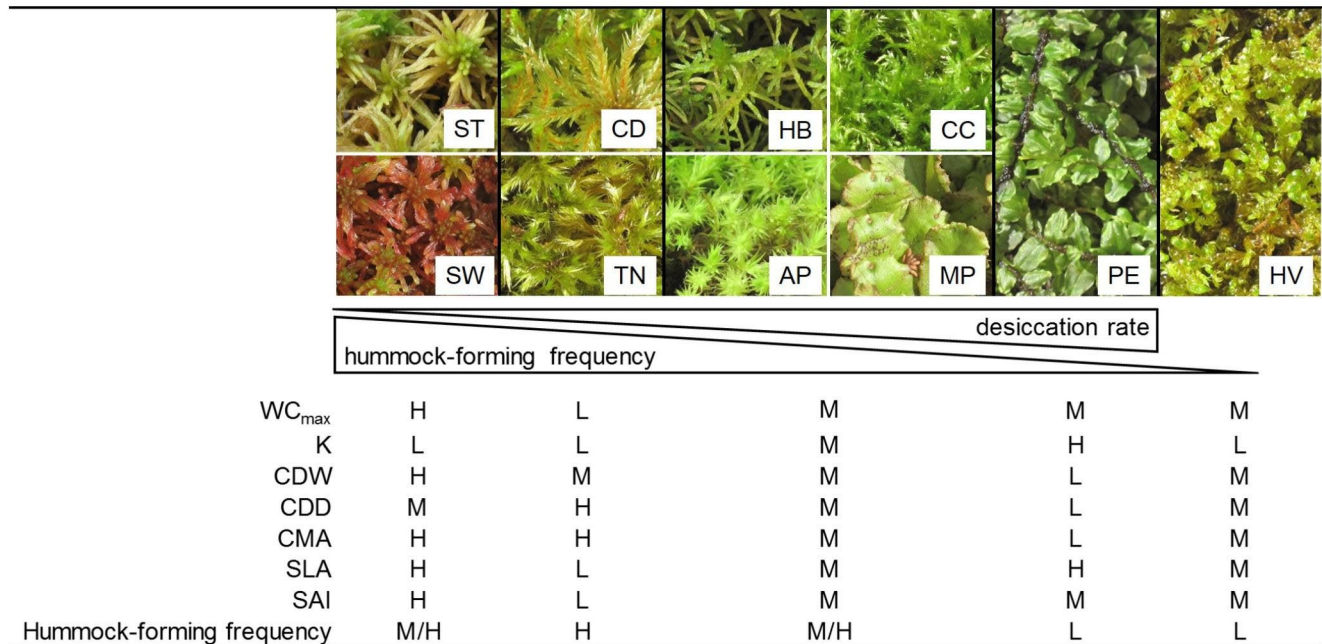 ST CD HB CC
SW TN AP MP PE HV
desiccation rate
hummock-forming frequency
WCmax H L M M M
K L L M H L
CDW H M M L M
CDD M H M L M
CMA H H M L M
SLA H L M H M
SAI H L M M M
Hummock-forming frequency M/H H M/H L L